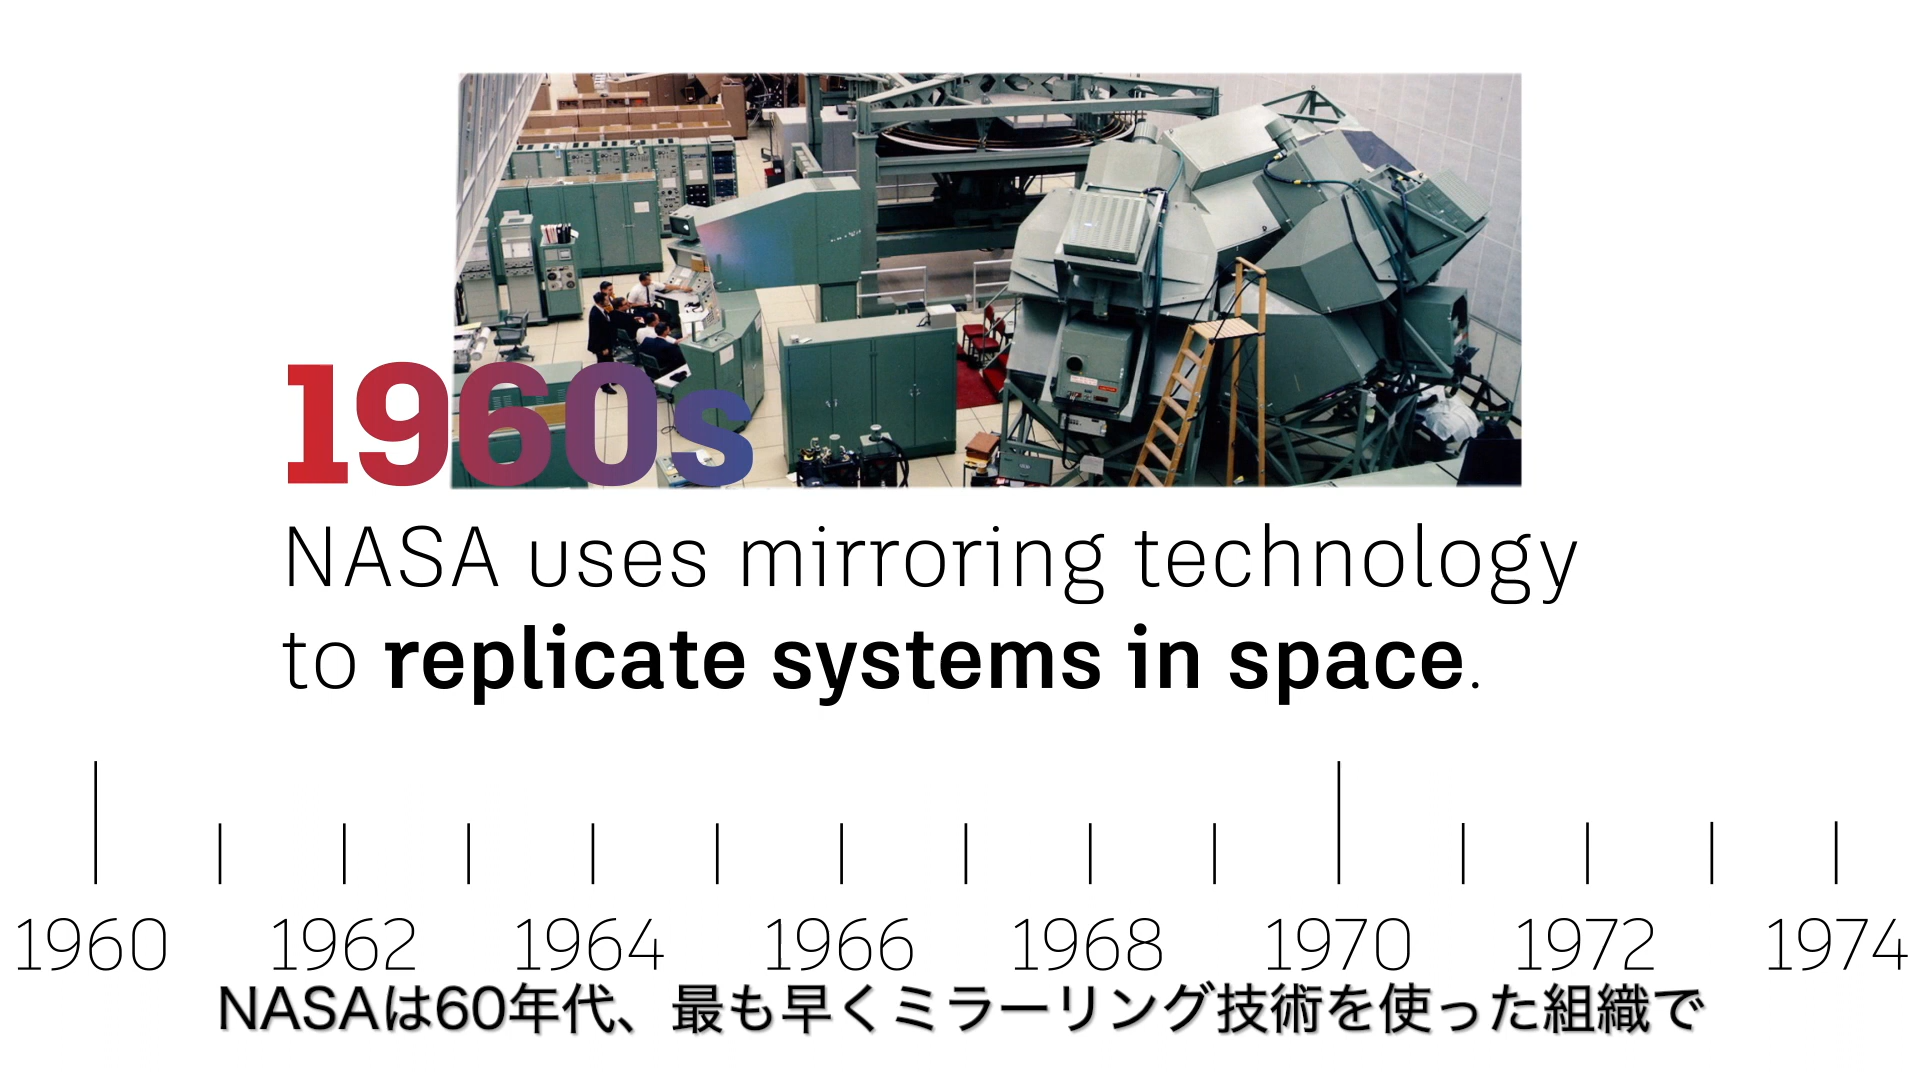 1960s
NASA uses mirroring technology
to replicate systems in space.
1960 1962 1964 1966 1968 1970 1972 1974
NASAは60年代、最も早くミラーリング技術を使った組織で